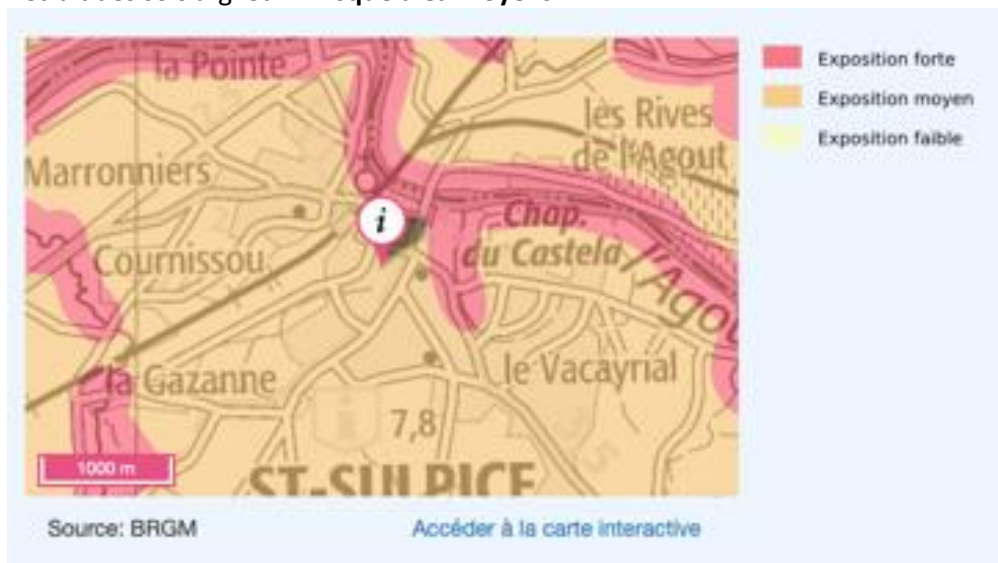 la Pointe
Exposition forte
Exposition moyen
Exposition faible
les Rives
de l'Agout
Marronniers
i
Chap.
du Castela
Cournissou
l'Agou
la Gazanne
le Vacayrial
7,8
1000 m
ST-SULPICE
Source: BRGM
Accéder à la carte interactive